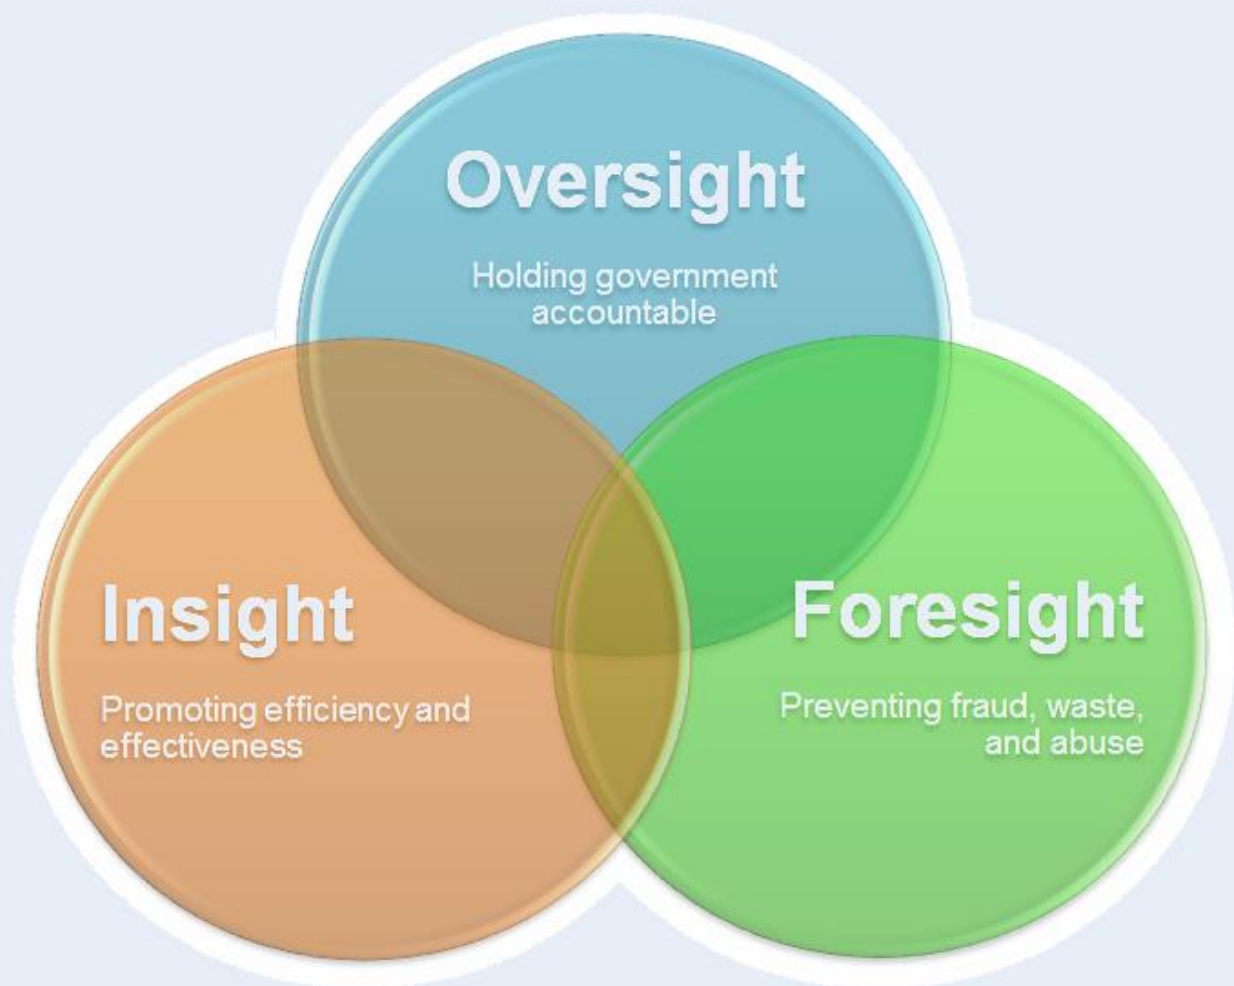 Oversight
Holding government
accountable
Insight
Promoting efficiency and
effectiveness
Foresight
Preventing fraud, waste,
and abuse